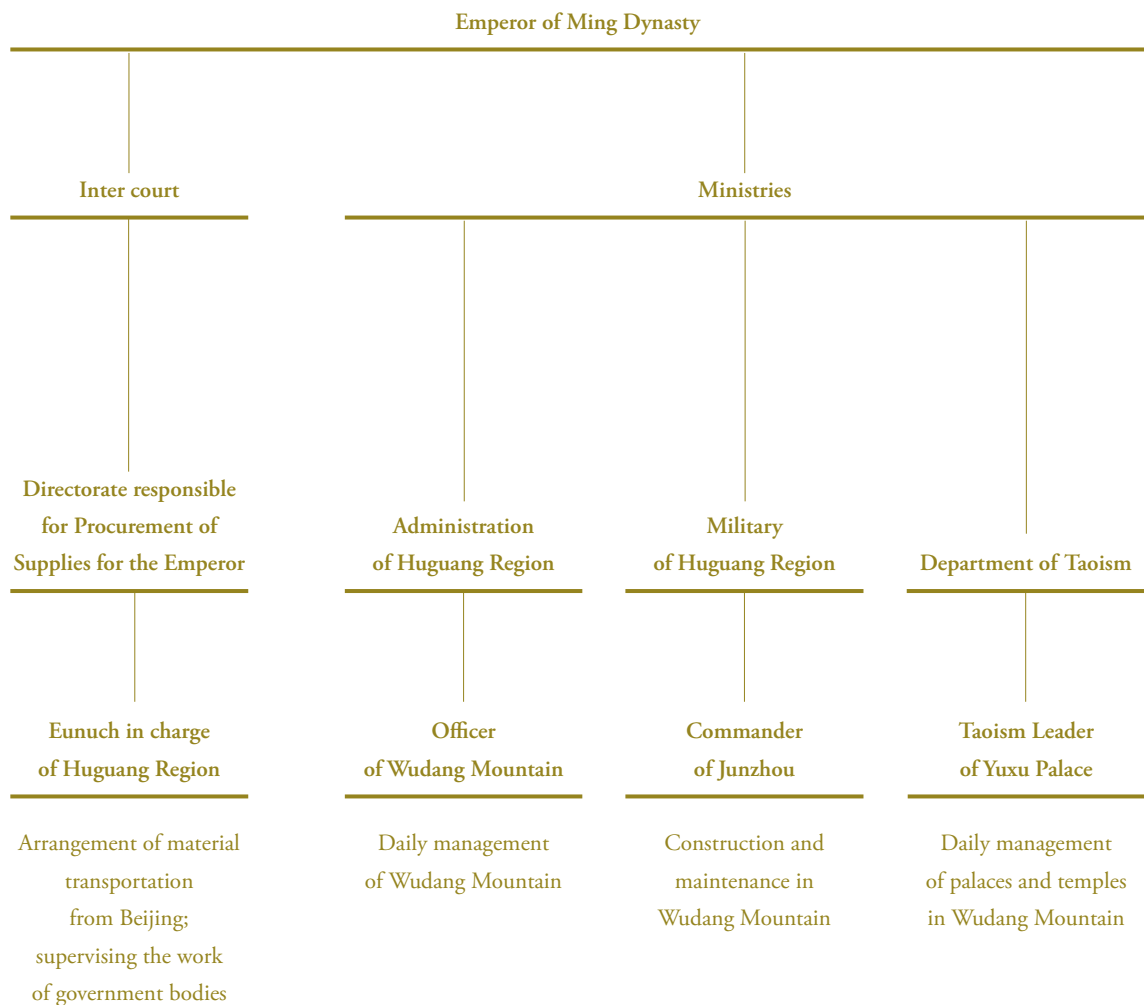 Emperor of Ming Dynasty
Inter court
Ministries
Directorate responsible
for Procurement of
Supplies for the Emperor
Administration
of Huguang Region
Military
of Huguang Region
Department of Taoism
Eunuch in charge
of Huguang Region
Officer
of Wudang Mountain
Commander
of Junzhou
Taoism Leader
of Yuxu Palace
Arrangement of material
transportation
from Beijing;
supervising the work
of government bodies
Daily management
of Wudang Mountain
Construction and
maintenance in
Wudang Mountain
Daily management
of palaces and temples
in Wudang Mountain